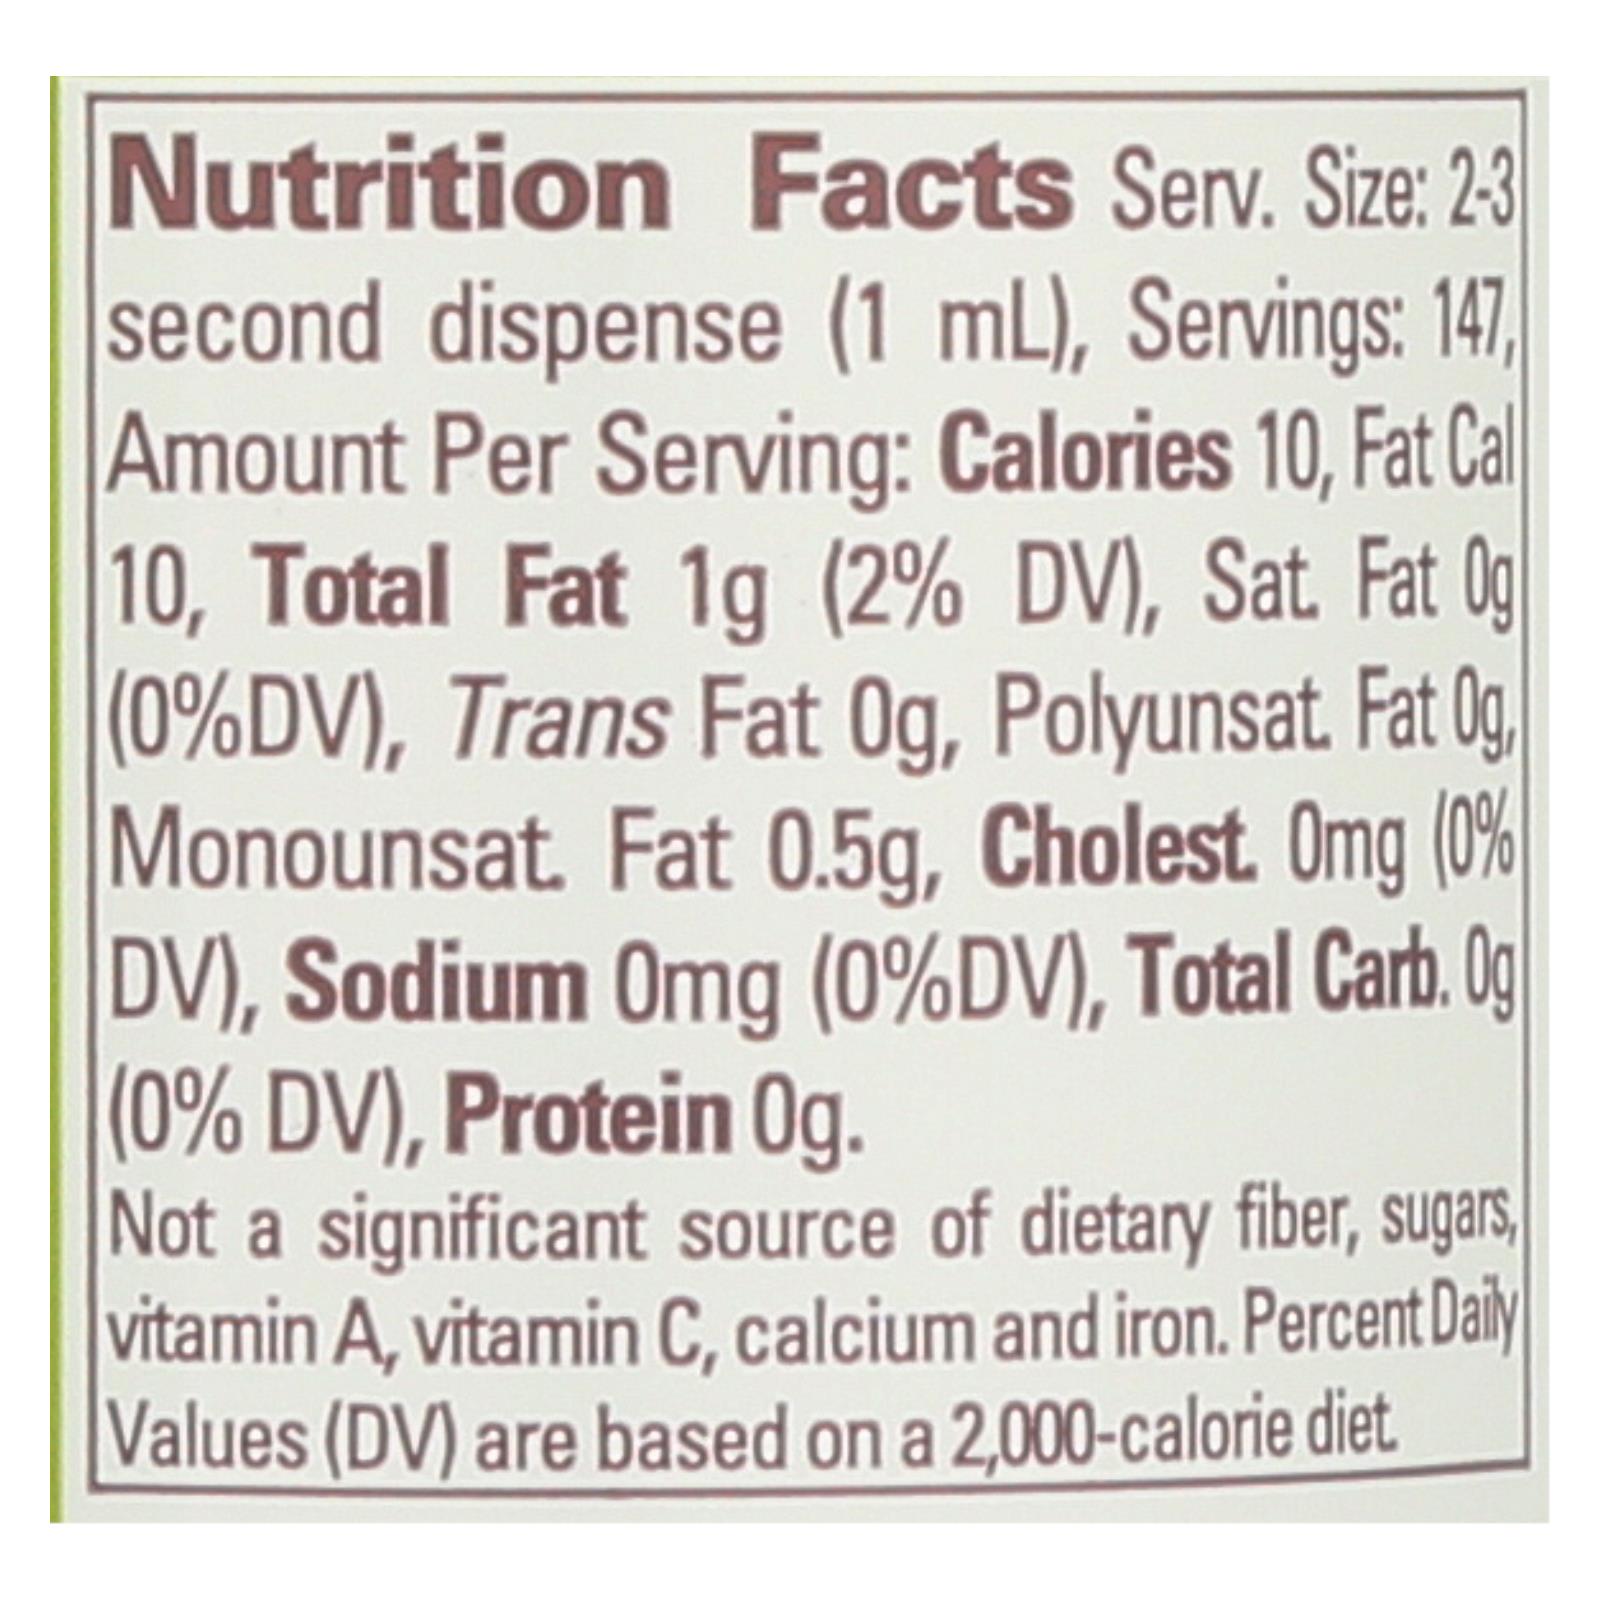 Nutrition Facts Serv. Size: 2-3
second dispense (1 mL), Servings: 147,
Amount Per Serving: Calories 10, Fat Cal
10, Total Fat 1g (2% DV), Sat. Fat 0g
(0%DV), Trans Fat 0g, Polyunsat. Fat 0g,
Monounsat. Fat 0.5g, Cholest. 0mg (0%
DV), Sodium 0mg (0%DV), Total Carb. 0g
(0% DV), Protein 0g.
Not a significant source of dietary fiber, sugars,
vitamin A, vitamin C, calcium and iron. Percent Daily
Values (DV) are based on a 2,000-calorie diet.